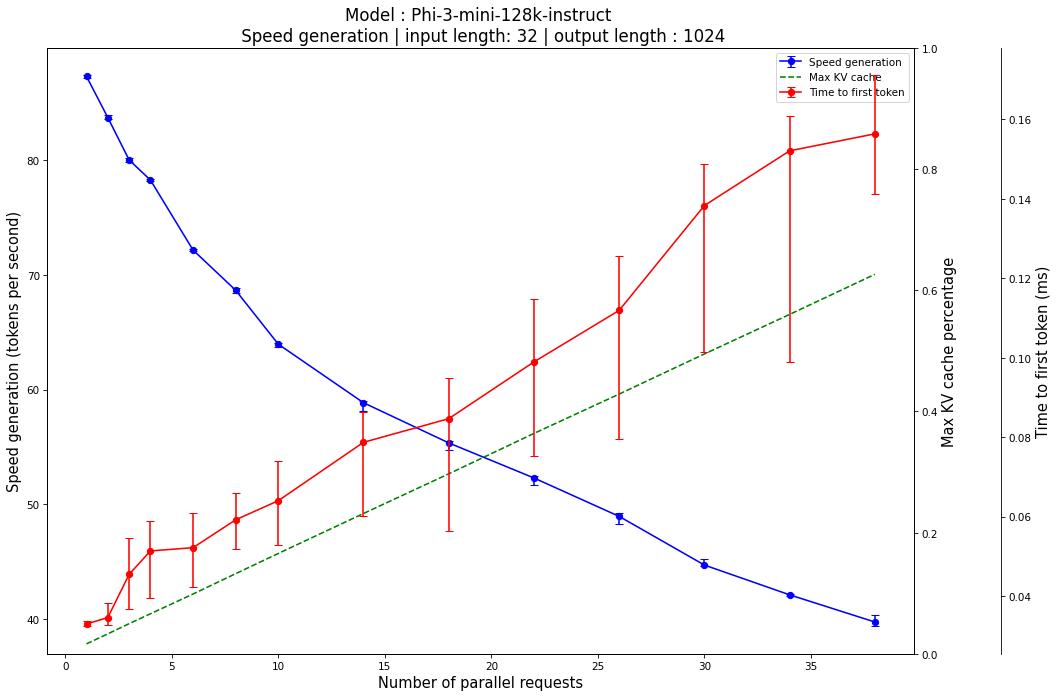 Model : Phi-3-mini-128k-instruct
Speed generation | input length: 32 | output length : 1024
Speed generation
Max KV cache
Time to first token
Speed generation (tokens per second)
80
70
60
50
40
0
5
10
15
20
25
30
35
Number of parallel requests
1.0
0.8
0.6
0.4
0.2
0.0
Max KV cache percentage
0.16
0.14
0.12
0.10
0.08
0.06
0.04
Time to first token (ms)